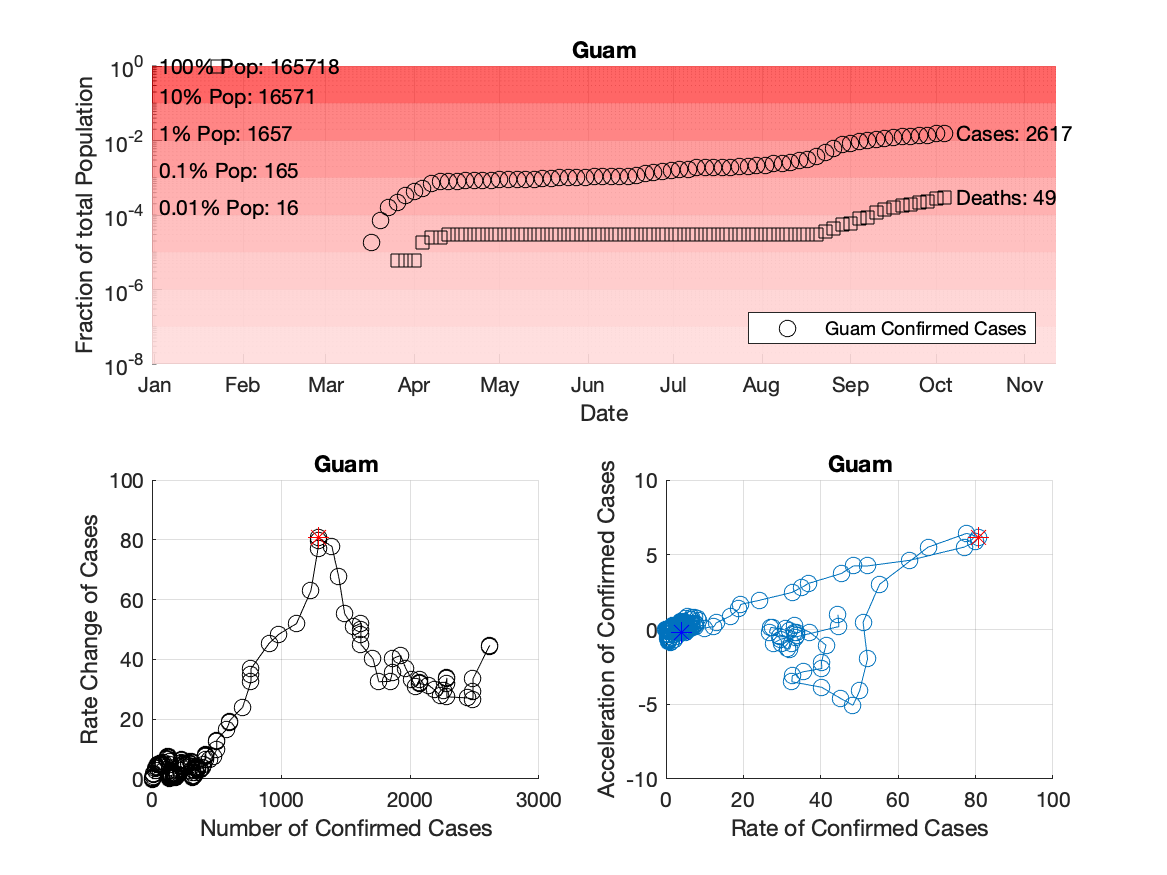 Guam
10^0
10^-2
10^-4
10^-6
10^-8
Fraction of total Population
100% Pop: 165718
10% Pop: 16571
1% Pop: 1657
0.1% Pop: 165
0.01% Pop: 16
Cases: 2617
Deaths: 49
Guam Confirmed Cases
Jan Feb Mar Apr May Jun Jul Aug Sep Oct Nov
Date
Guam
100
80
60
40
20
0
Rate Change of Cases
0 1000 2000 3000
Number of Confirmed Cases
Guam
10
5
0
-5
-10
Acceleration of Confirmed Cases
0 20 40 60 80 100
Rate of Confirmed Cases